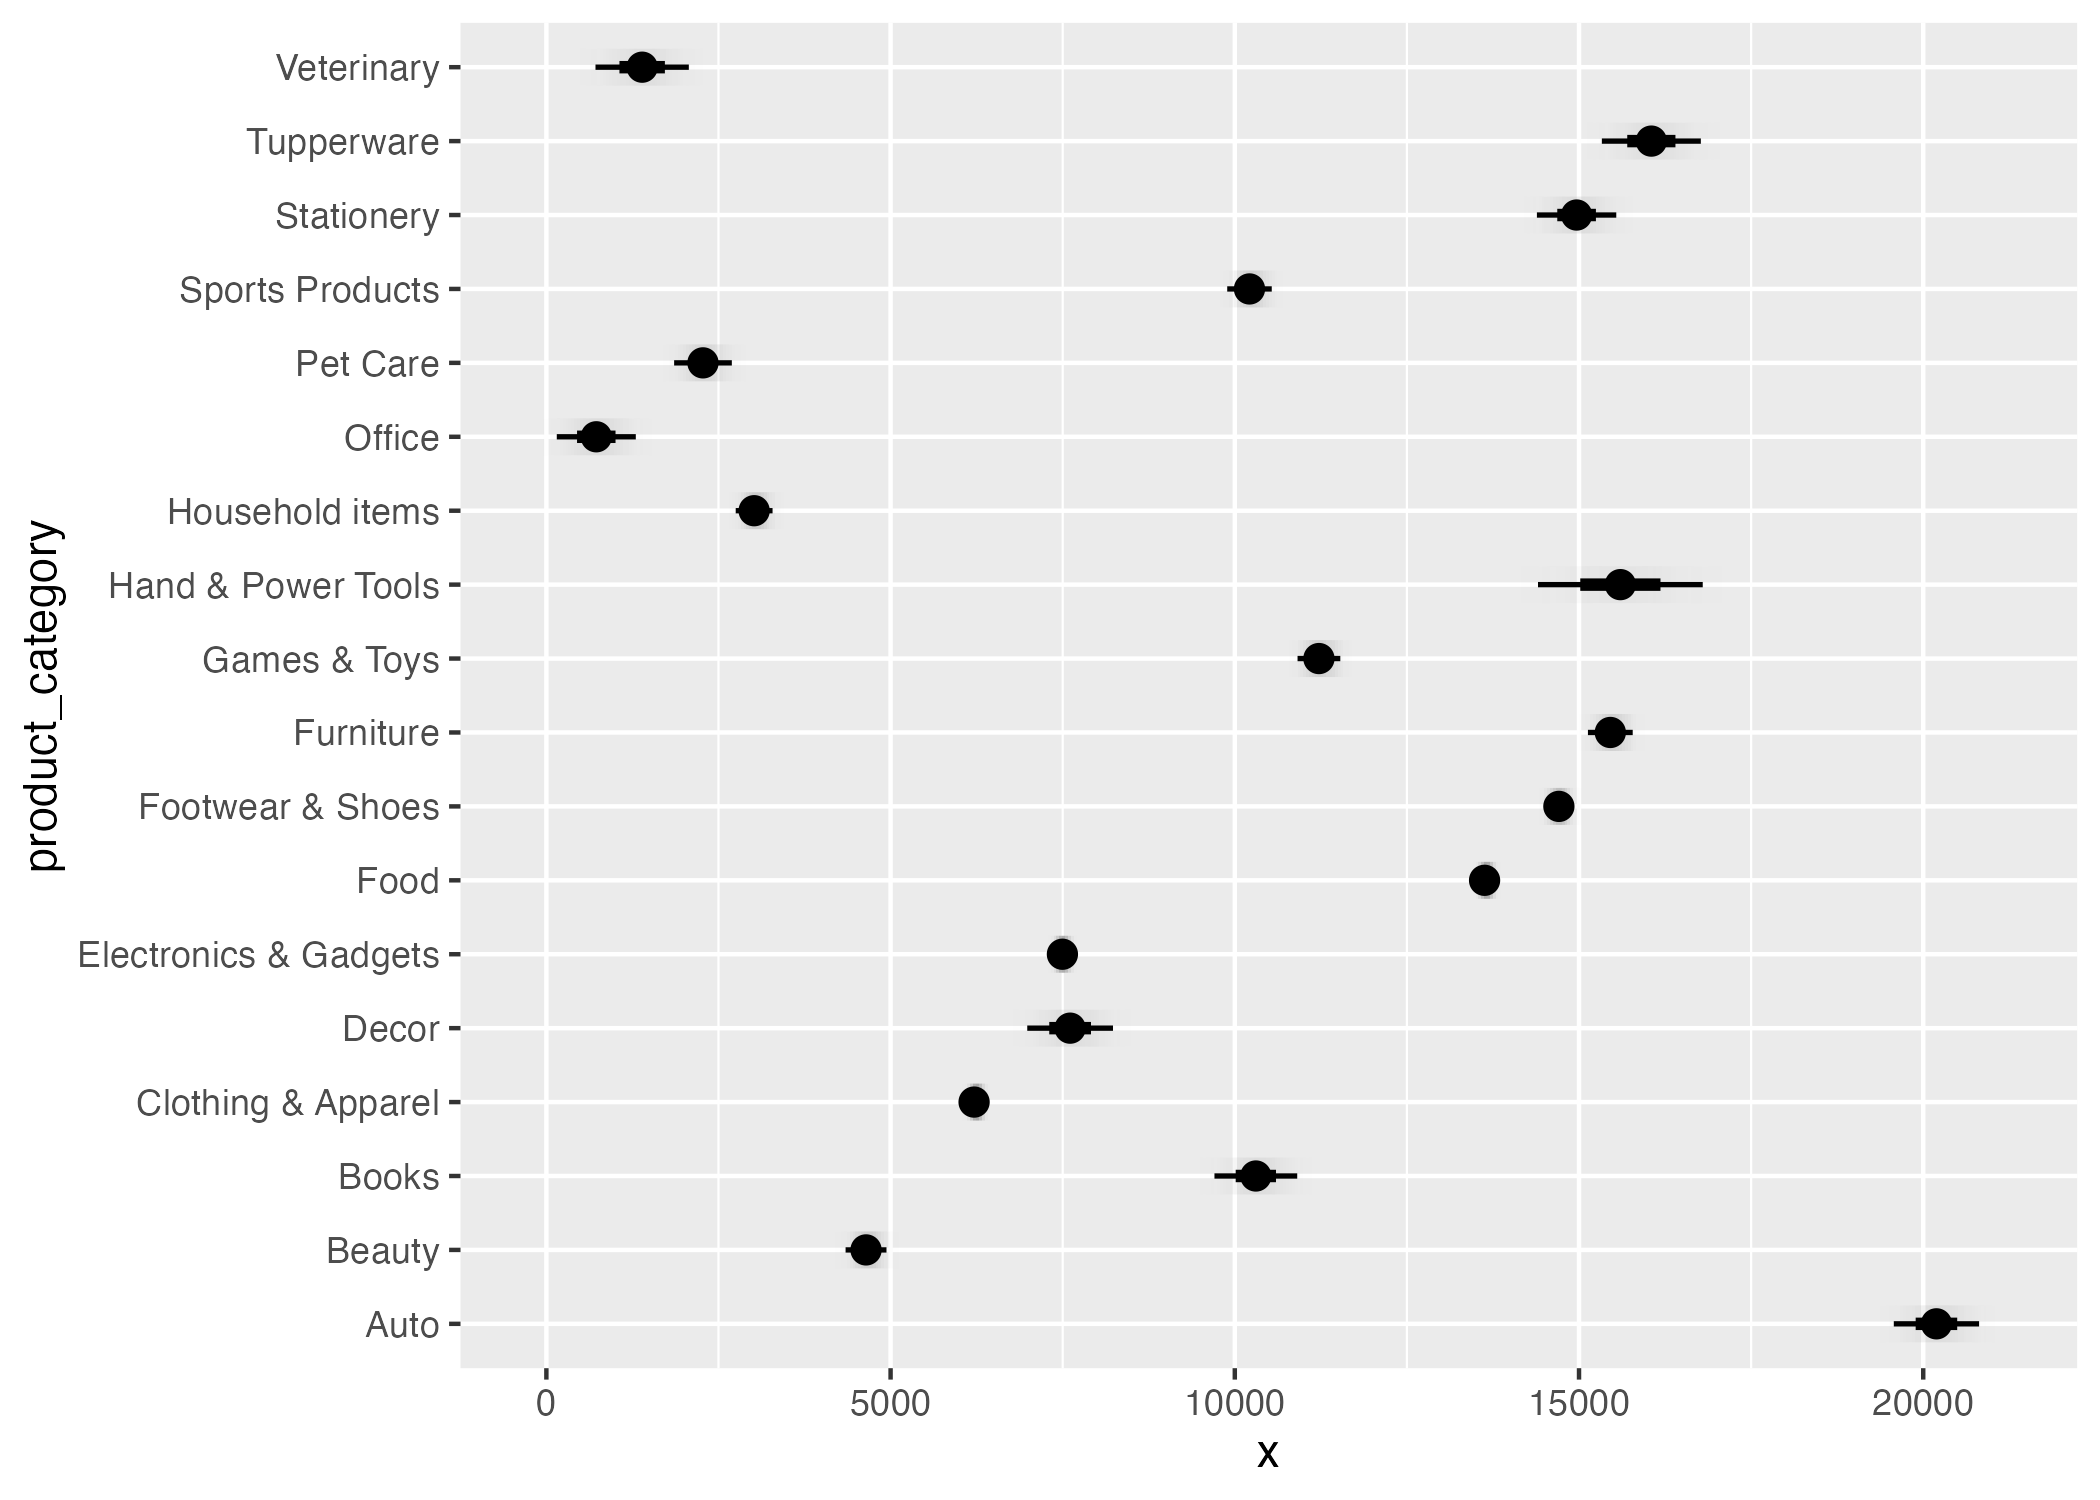 product_category
Veterinary
Tupperware
Stationery
Sports Products
Pet Care
Office
Household items
Hand & Power Tools
Games & Toys
Furniture
Footwear & Shoes
Food
Electronics & Gadgets
Decor
Clothing & Apparel
Books
Beauty
Auto
0 5000 10000 15000 20000
x